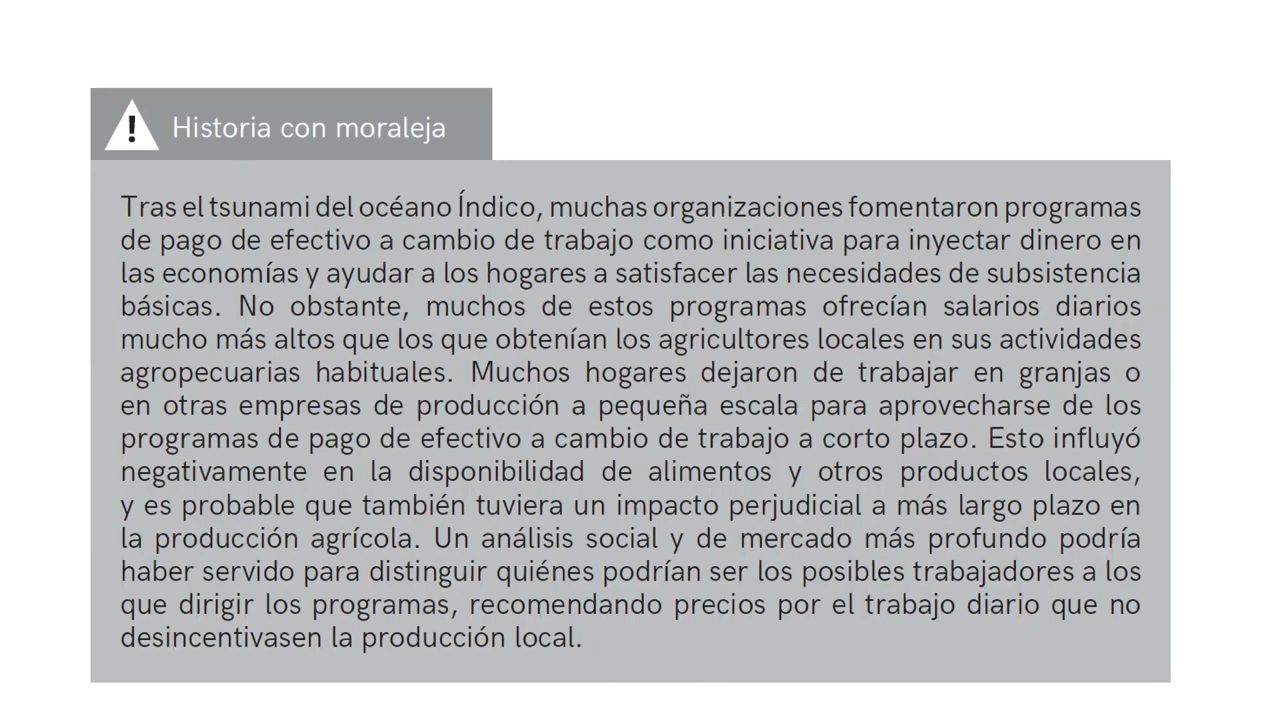 Historia con moraleja
Tras el tsunami del océano Índico, muchas organizaciones fomentaron programas
de pago de efectivo a cambio de trabajo como iniciativa para inyectar dinero en
las economías y ayudar a los hogares a satisfacer las necesidades de subsistencia
básicas. No obstante, muchos de estos programas ofrecían salarios diarios
mucho más altos que los que obtenían los agricultores locales en sus actividades
agropecuarias habituales. Muchos hogares dejaron de trabajar en granjas o
en otras empresas de producción a pequeña escala para aprovecharse de los
programas de pago de efectivo a cambio de trabajo a corto plazo. Esto influyó
negativamente en la disponibilidad de alimentos y otros productos locales,
y es probable que también tuviera un impacto perjudicial a más largo plazo en
la producción agrícola. Un análisis social y de mercado más profundo podría
haber servido para distinguir quiénes podrían ser los posibles trabajadores a los
que dirigir los programas, recomendando precios por el trabajo diario que no
desincentivasen la producción local.